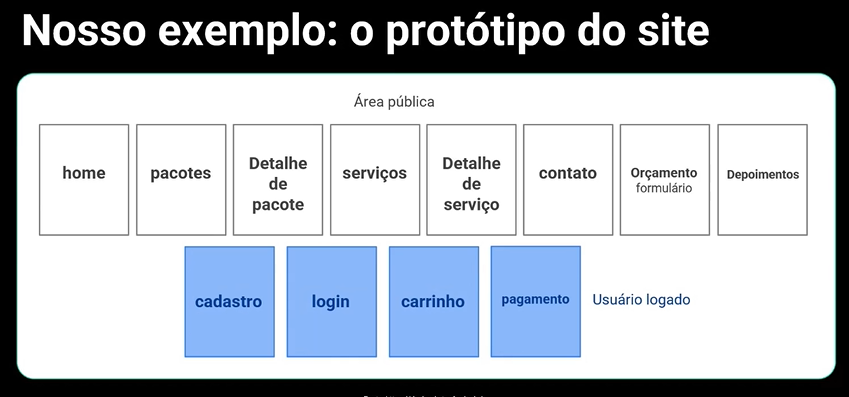 Nosso exemplo: o protótipo do site
Área pública
home
pacotes
Detalhe
de
pacote
serviços
Detalhe
de
serviço
contato
Orçamento
formulário
Depoimentos
cadastro
login
carrinho
pagamento
Usuário logado